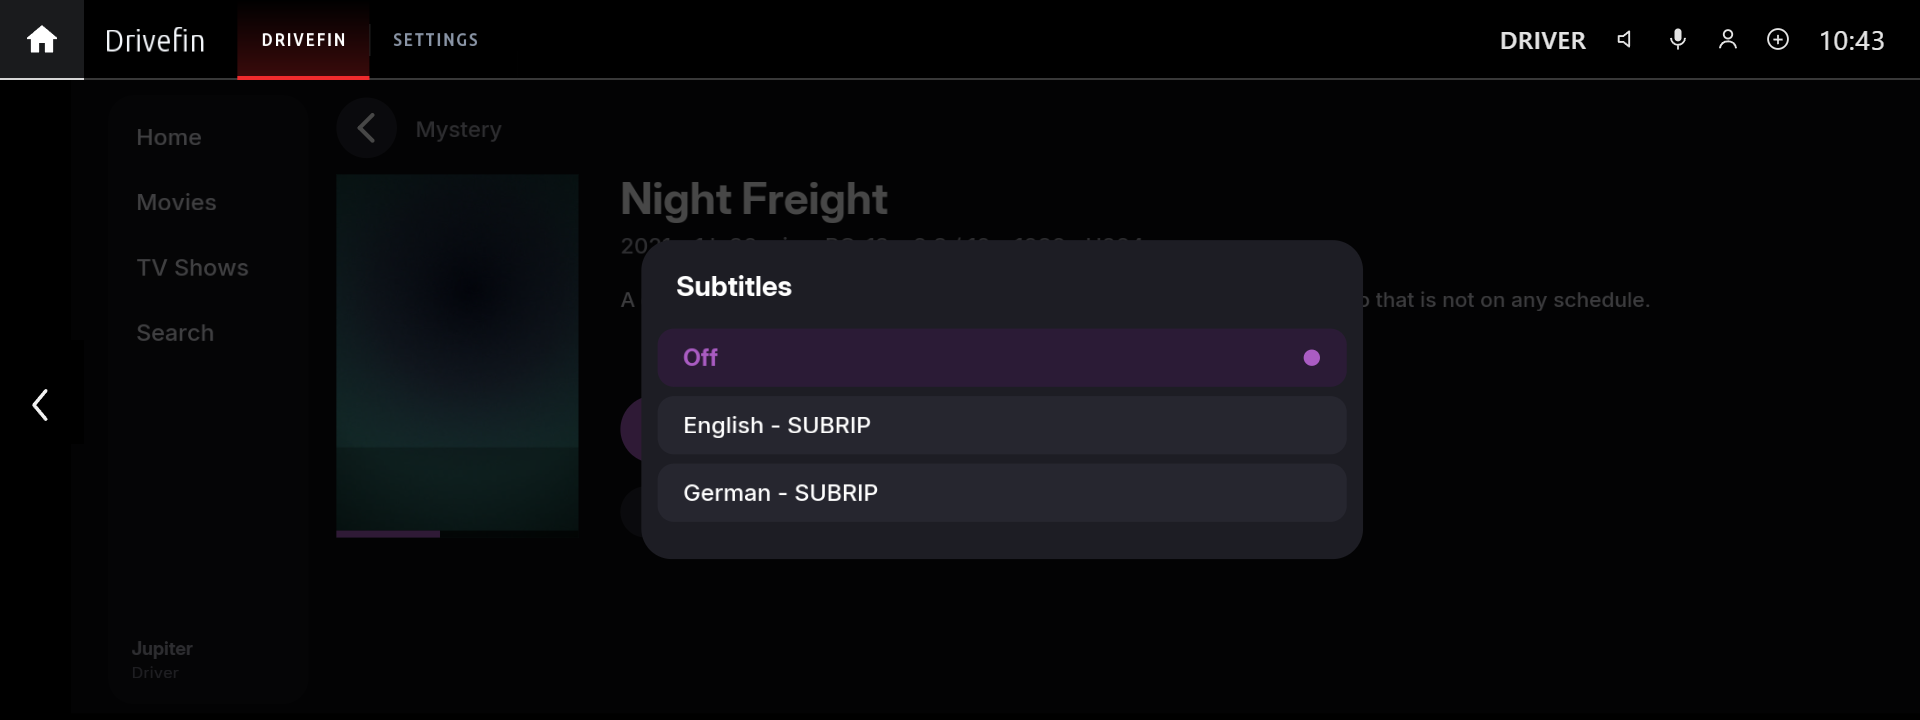 Drivefin
DRIVEFIN
SETTINGS
DRIVER
10:43
Home
Movies
TV Shows
Search
Jupiter
Driver
Mystery
Night Freight
A
that is not on any schedule.
Subtitles
Off
English - SUBRIP
German - SUBRIP